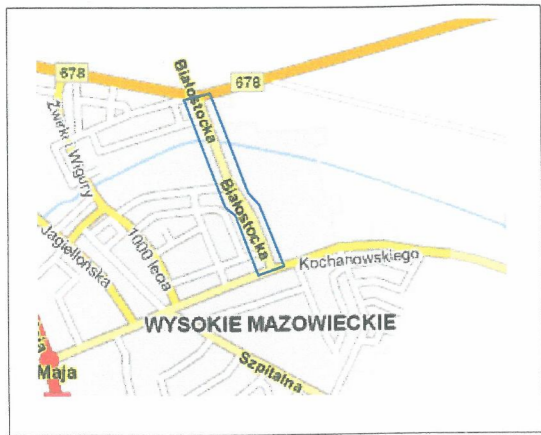 678
678
Białostocka
Żwirki i Wigury
Białostocka
Jagiellońska
1000 lecia
Kochanowskiego
WYSOKIE MAZOWIECKIE
Maja
Szpitalna